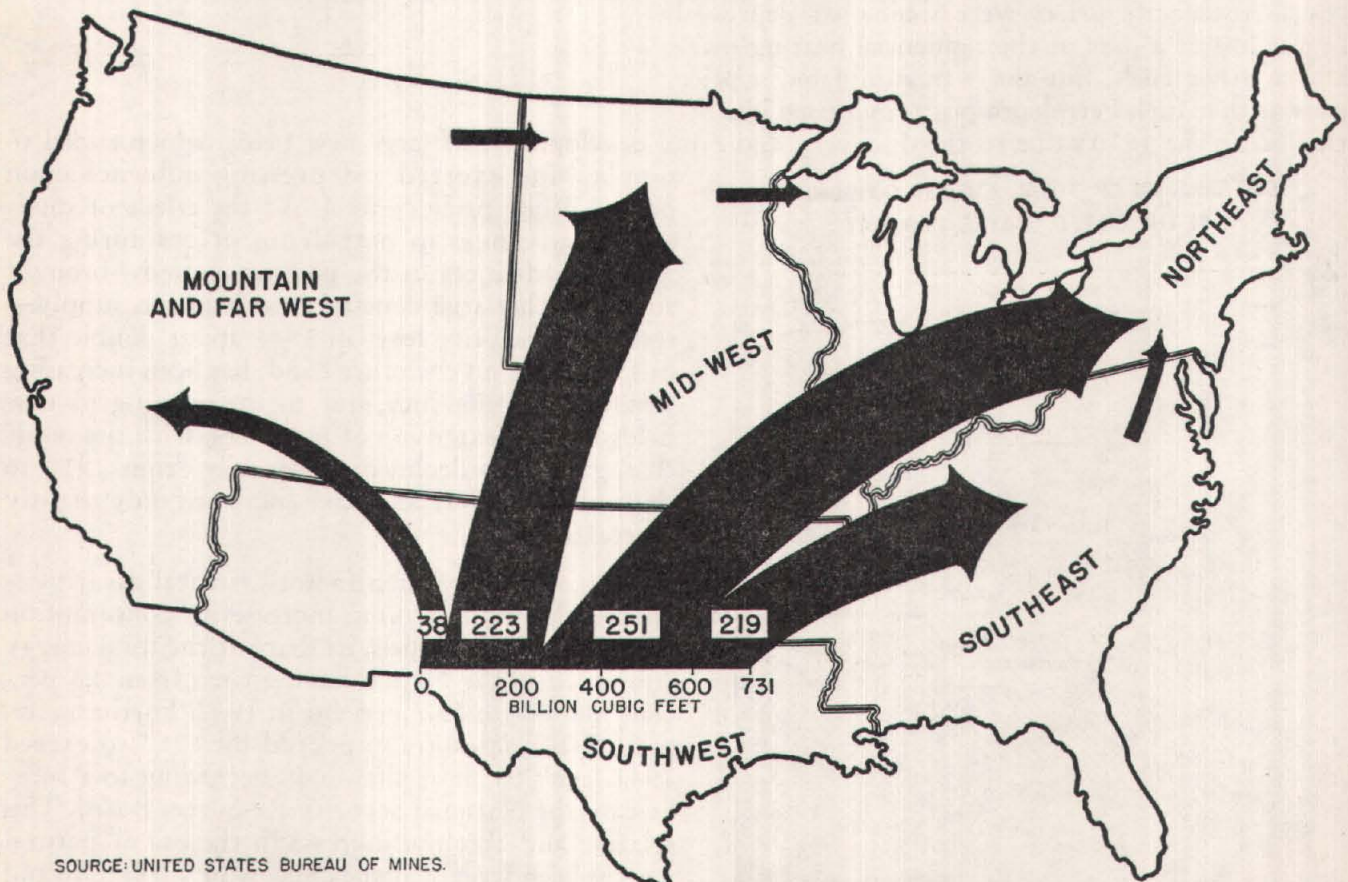 MOUNTAIN
AND FAR WEST
MID-WEST
NORTHEAST
SOUTHEAST
38 223 251 219
0 200 400 600 731
BILLION CUBIC FEET
SOUTHWEST
SOURCE: UNITED STATES BUREAU OF MINES.